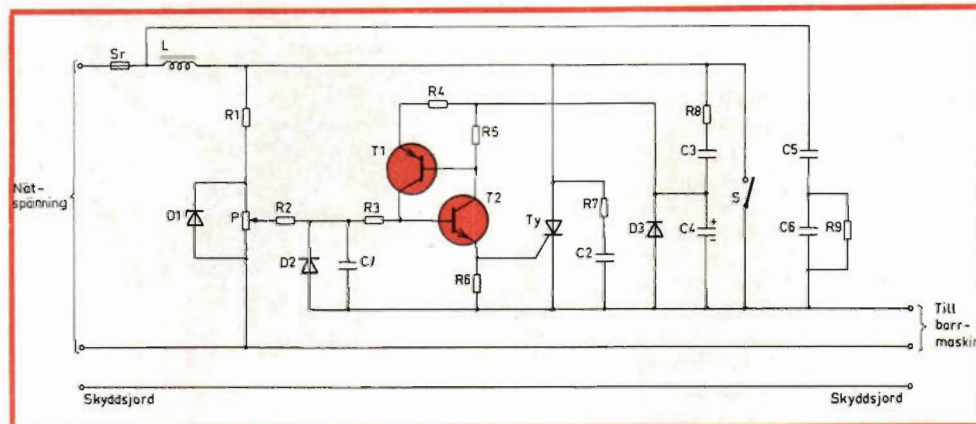 Sr
L
R1
R4
R5
R8
T1
C3
C5
Nät-
spänning
T2
D1
P
R2
R3
Ty
R7
D3
C4
+
S
C6
R9
D2
C1
R6
C2
Till
borr-
maskin
Skyddsjord
Skyddsjord